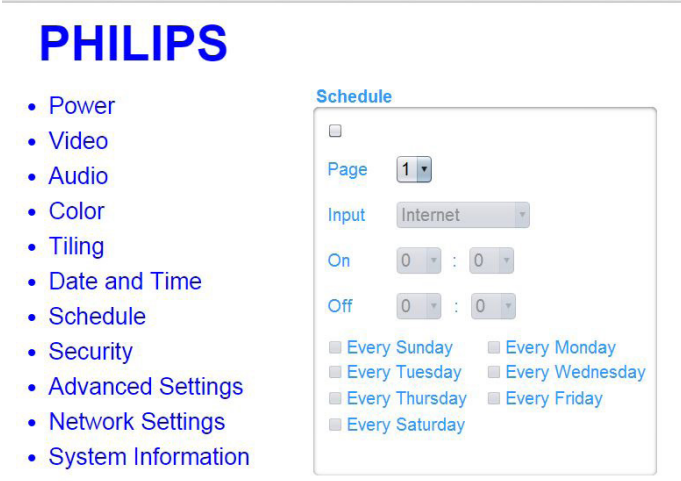 PHILIPS
Power
Video
Audio
Color
Tiling
Date and Time
Schedule
Security
Advanced Settings
Network Settings
System Information
Schedule
Page 1
Input Internet
On 0 : 0
Off 0 : 0
Every Sunday Every Monday
Every Tuesday Every Wednesday
Every Thursday Every Friday
Every Saturday